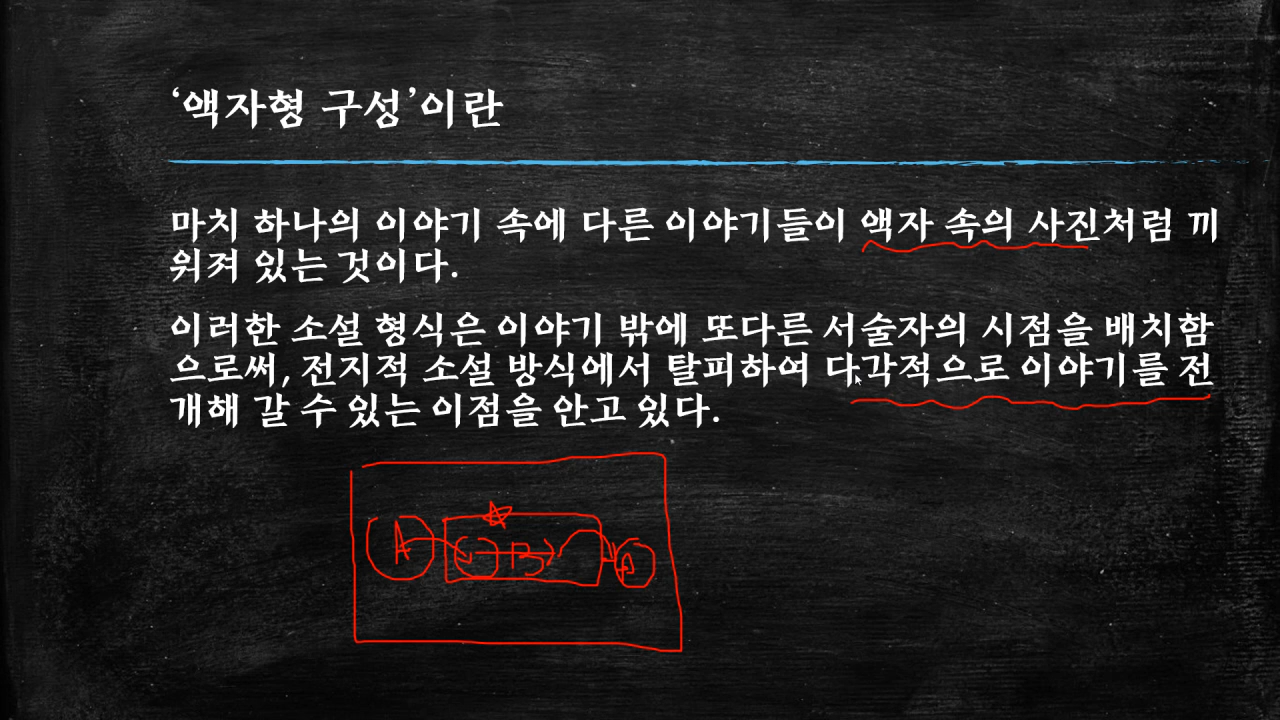 ‘액자형 구성’이란
마치 하나의 이야기 속에 다른 이야기들이 액자 속의 사진처럼 끼
워져 있는 것이다.
이러한 소설 형식은 이야기 밖에 또다른 서술자의 시점을 배치함
으로써, 전지적 소설 방식에서 탈피하여 다각적으로 이야기를 전
개해 갈 수 있는 이점을 안고 있다.
A B A